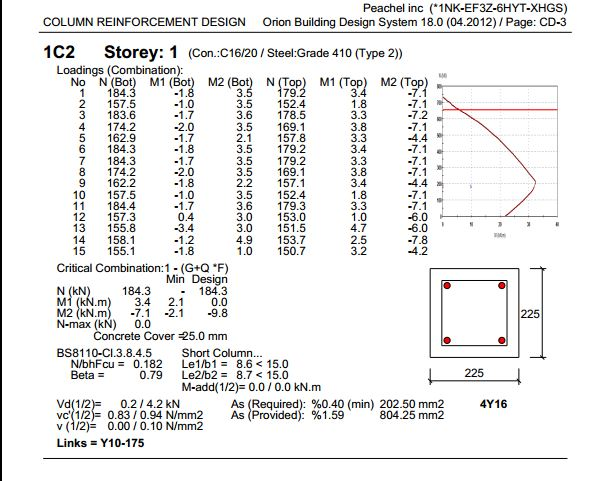 Peachel inc (*1NK-EF3Z-6HYT-XHGS)
COLUMN REINFORCEMENT DESIGN Orion Building Design System 18.0 (04.2012) / Page: CD-3
1C2 Storey: 1 (Con.:C16/20 / Steel:Grade 410 (Type 2))
Loadings (Combination):
No N (Bot) M1 (Bot) M2 (Bot) N (Top) M1 (Top) M2 (Top)
1 184.3 -1.8 3.5 179.2 3.4 -7.1
2 157.5 -1.0 3.5 152.4 1.8 -7.1
3 183.6 -1.7 3.6 178.5 3.3 -7.2
4 174.2 -2.0 3.5 169.1 3.8 -7.1
5 162.9 -1.7 2.1 157.8 3.3 -4.4
6 184.3 -1.8 3.5 179.2 3.4 -7.1
7 184.3 -1.7 3.5 179.2 3.3 -7.1
8 174.2 -2.0 3.5 169.1 3.8 -7.1
9 162.2 -1.8 2.2 157.1 3.4 -4.4
10 157.5 -1.0 3.5 152.4 1.8 -7.1
11 184.4 -1.7 3.6 179.3 3.3 -7.1
12 157.3 0.4 3.0 153.0 1.0 -6.0
13 155.8 -3.4 3.0 151.5 4.7 -6.0
14 158.1 -1.2 4.9 153.7 2.5 -7.8
15 155.1 -1.8 1.0 150.7 3.2 -4.2
Critical Combination:1 - (G+Q *F)
Min Design
N (kN) 184.3 - 184.3
M1 (kN.m) 3.4 2.1 0.0
M2 (kN.m) -7.1 -2.1 -9.8
N-max (kN) 0.0
Concrete Cover =25.0 mm
225
BS8110-Cl.3.8.4.5 Short Column...
N/bhFcu = 0.182 Le1/b1 = 8.6 < 15.0
Beta = 0.79 Le2/b2 = 8.7 < 15.0
225
M-add(1/2)= 0.0 / 0.0 kN.m
Vd(1/2)= 0.2 / 4.2 kN As (Required): %0.40 (min) 202.50 mm2 4Y16
vc'(1/2)= 0.83 / 0.94 N/mm2 As (Provided): %1.59 804.25 mm2
v (1/2)= 0.00 / 0.10 N/mm2
Links = Y10-175